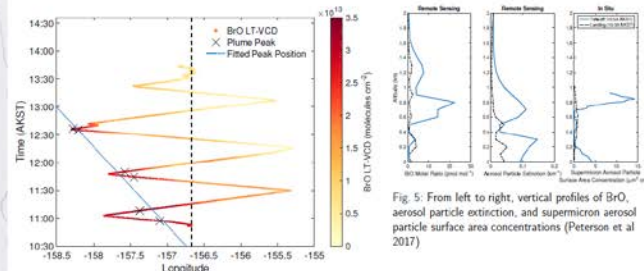 × 10¹³
14:30
14:00
13:30
13:00
12:30
12:00
11:30
11:00
10:30
Time (AKST)
BrO LT-VCD
Plume Peak
Fitted Peak Position
-158.5 -158 -157.5 -157 -156.5 -156 -155.5 -155
Longitude
3.5
3
2.5
2
1.5
1
0.5
0
BrO LT-VCD (molecules cm⁻²)
Remote Sensing
Remote Sensing
In Situ
Altitude (km)
BrO Molar Ratio (pmol mol⁻¹)
Aerosol Particle Extinction (km⁻¹)
Supermicron Aerosol Particle
Surface Area Concentration
Fig. 5: From left to right, vertical profiles of BrO,
aerosol particle extinction, and supermicron aerosol
particle surface area concentrations (Peterson et al
2017)